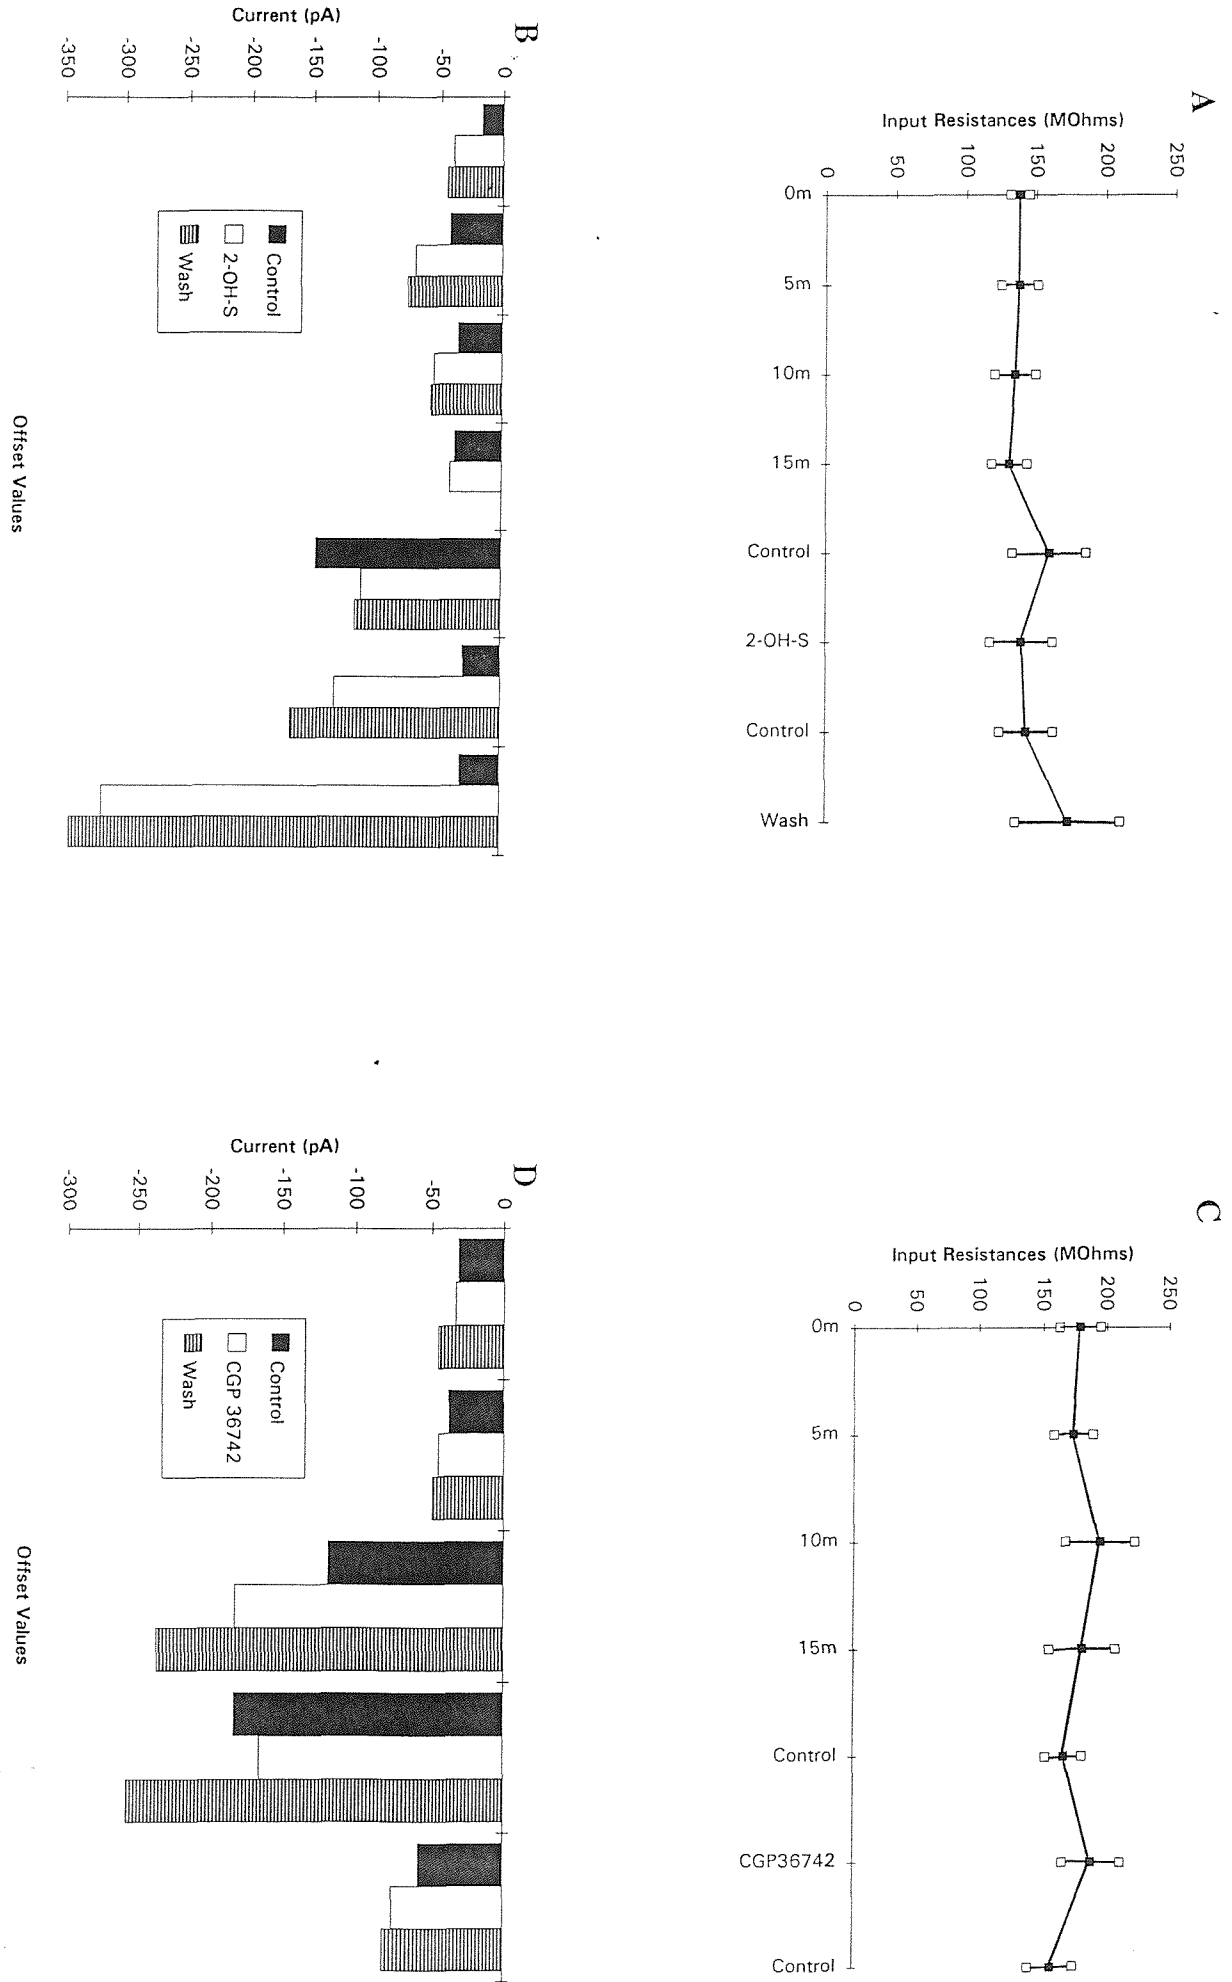 A
Input Resistances (MOhms)
250
200
150
100
50
0
0m
5m
10m
15m
Control
2-OH-S
Control
Wash
B
Current (pA)
0
-50
-100
-150
-200
-250
-300
-350
Control
2-OH-S
Wash
Offset Values
C
Input Resistances (MOhms)
250
200
150
100
50
0
0m
5m
10m
15m
Control
CGP36742
Control
D
Current (pA)
0
-50
-100
-150
-200
-250
-300
Control
CGP 36742
Wash
Offset Values